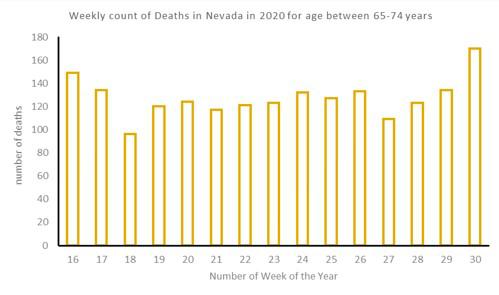 Weekly count of Deaths in Nevada in 2020 for age between 65-74 years
180
160
140
120
100
80
60
40
20
0
number of deaths
16 17 18 19 20 21 22 23 24 25 26 27 28 29 30
Number of Week of the Year